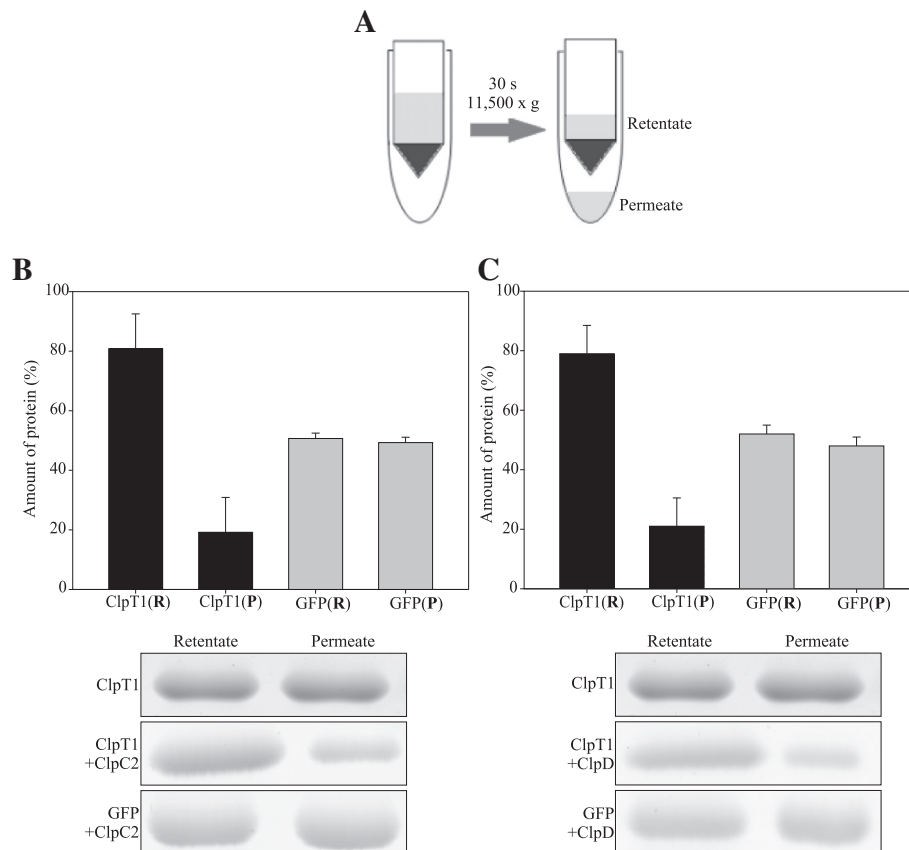 A
30 s
11,500 x g
Retentate
Permeate
B
Amount of protein (%)
100
80
60
40
20
0
ClpT1(R)
ClpT1(P)
GFP(R)
GFP(P)
Retentate
Permeate
ClpT1
ClpT1
+ClpC2
GFP
+ClpC2
C
Amount of protein (%)
100
80
60
40
20
0
ClpT1(R)
ClpT1(P)
GFP(R)
GFP(P)
Retentate
Permeate
ClpT1
ClpT1
+ClpD
GFP
+ClpD